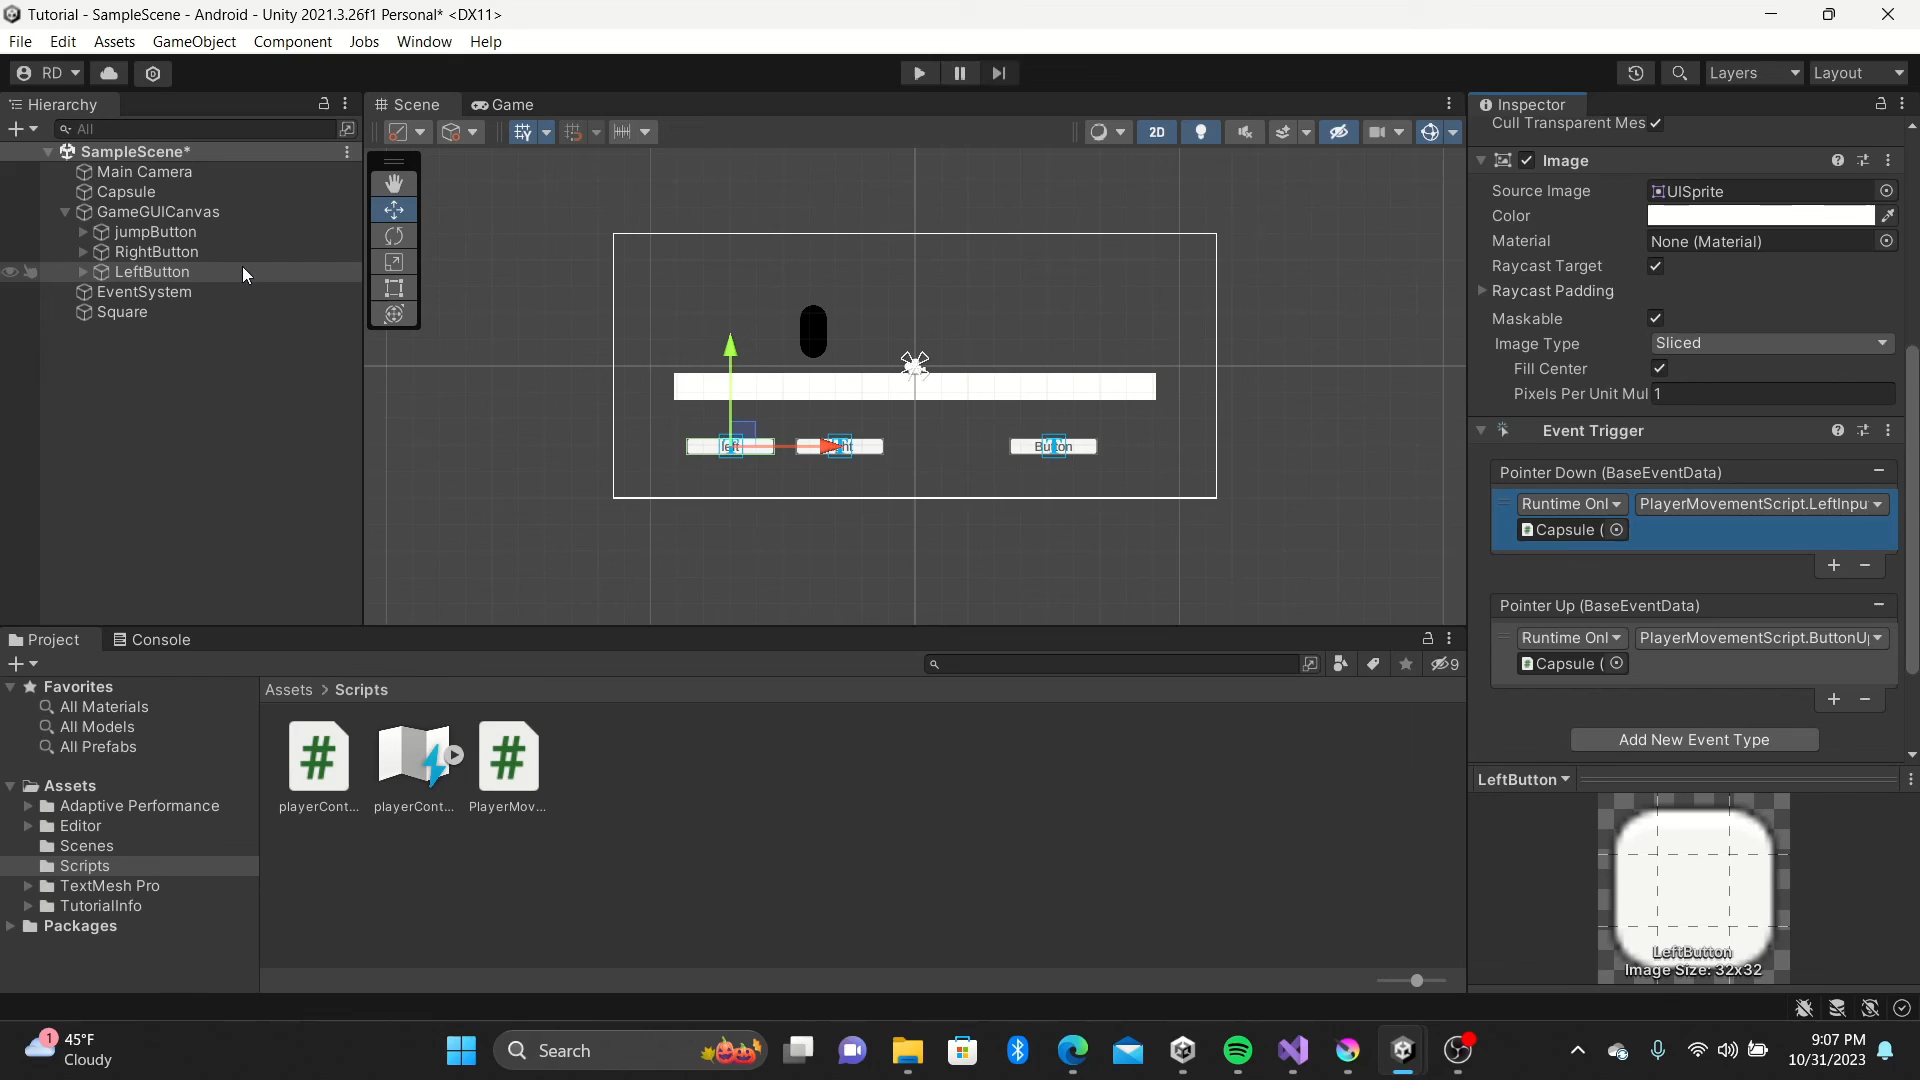 Tutorial - SampleScene - Android - Unity 2021.3.26f1 Personal* <DX11>
File Edit Assets GameObject Component Jobs Window Help
RD
Layers Layout
Hierarchy
Scene Game
Inspector
All
2D
Cull Transparent Mes
SampleScene*
Main Camera
Capsule
GameGUICanvas
jumpButton
RightButton
LeftButton
EventSystem
Square
left
Button
Image
Source Image UISprite
Color
Material None (Material)
Raycast Target
Raycast Padding
Maskable
Image Type Sliced
Fill Center
Pixels Per Unit Mul 1
Event Trigger
Pointer Down (BaseEventData)
Runtime Onl PlayerMovementScript.LeftInpu
Capsule (
Pointer Up (BaseEventData)
Runtime Onl PlayerMovementScript.ButtonU
Capsule (
Add New Event Type
LeftButton
LeftButton
Image Size: 32x32
Project Console
9
Favorites
All Materials
All Models
All Prefabs
Assets
Adaptive Performance
Editor
Scenes
Scripts
TextMesh Pro
TutorialInfo
Packages
Assets > Scripts
playerCont... playerCont... PlayerMov...
1
45°F
Cloudy
Search
9:07 PM
10/31/2023